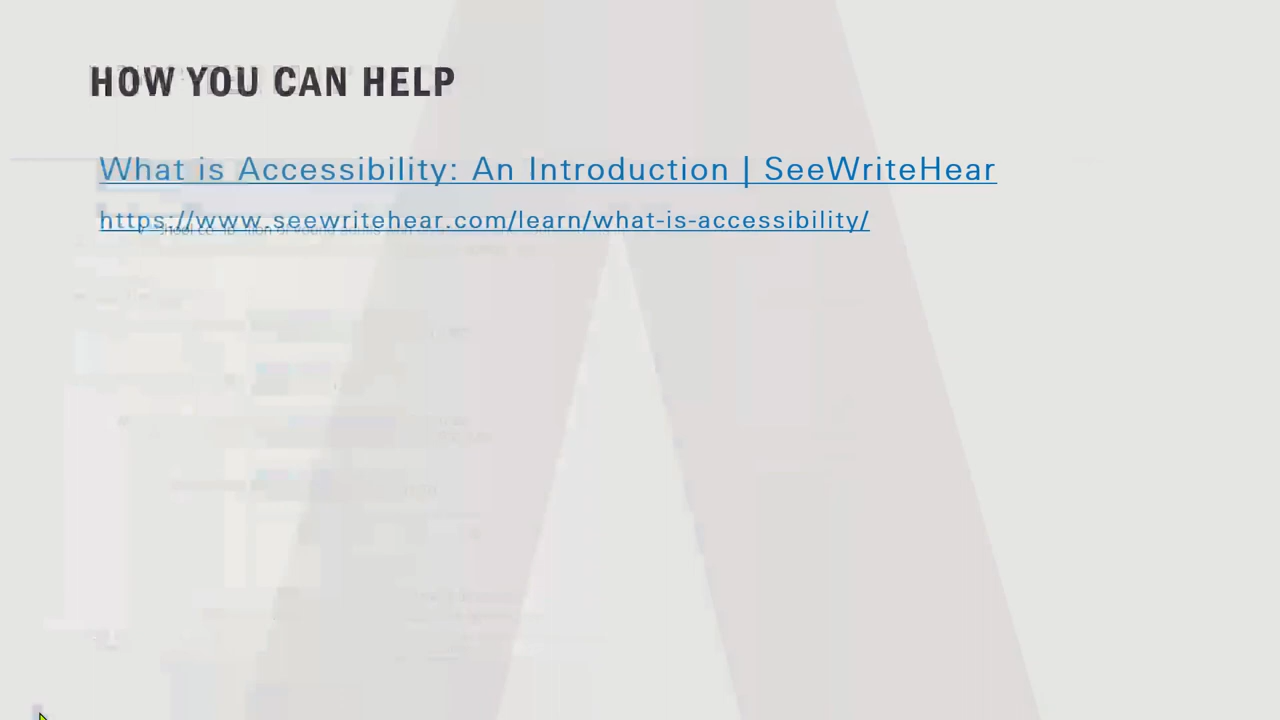 HOW YOU CAN HELP
What is Accessibility: An Introduction | SeeWriteHear
https://www.seewritehear.com/learn/what-is-accessibility/